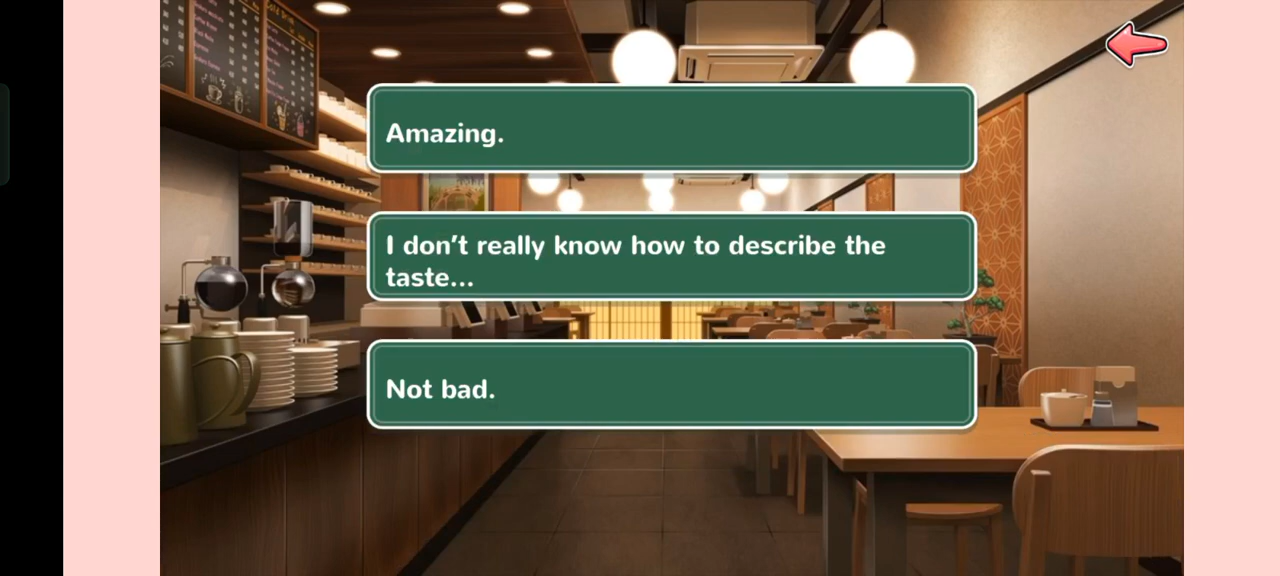 Amazing.
I don't really know how to describe the
taste...
Not bad.